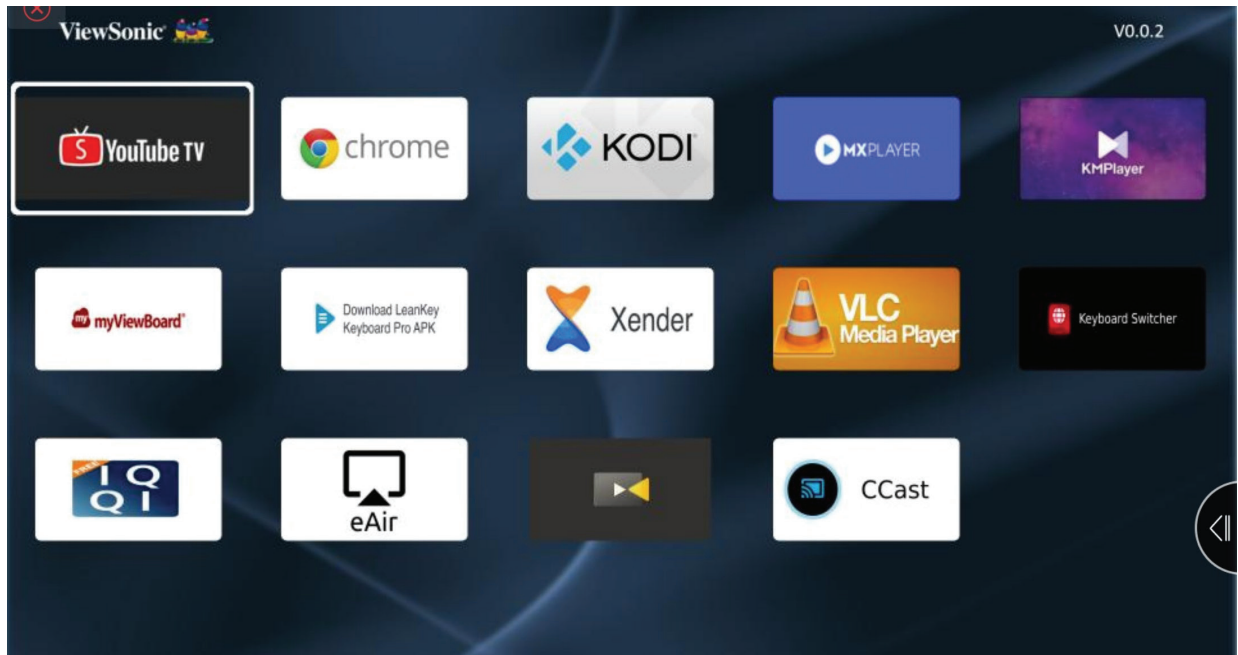 ViewSonic
V0.0.2
S YouTube TV
chrome
KODI
MXPLAYER
KMPlayer
my myViewBoard
Download LeanKey
Keyboard Pro APK
Xender
VLC
Media Player
Keyboard Switcher
FREE
IQ
QI
eAir
CCast